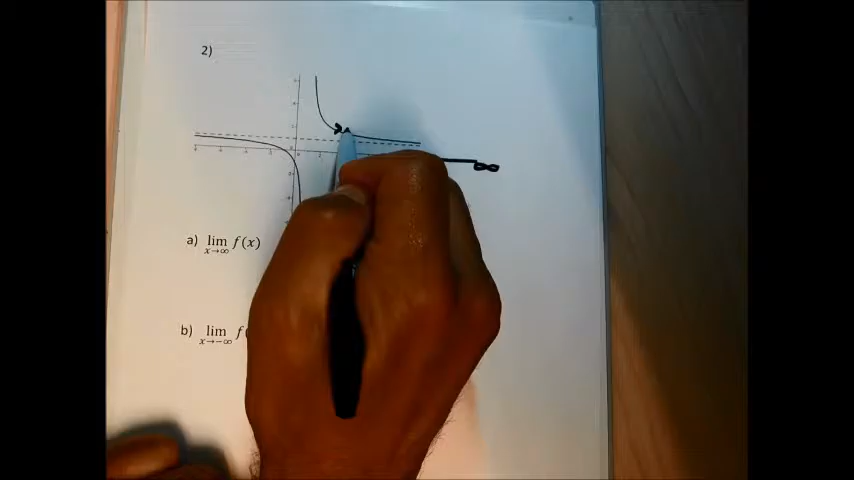 2)
∞
a) lim f(x)
x→∞
b) lim f(
x→−∞